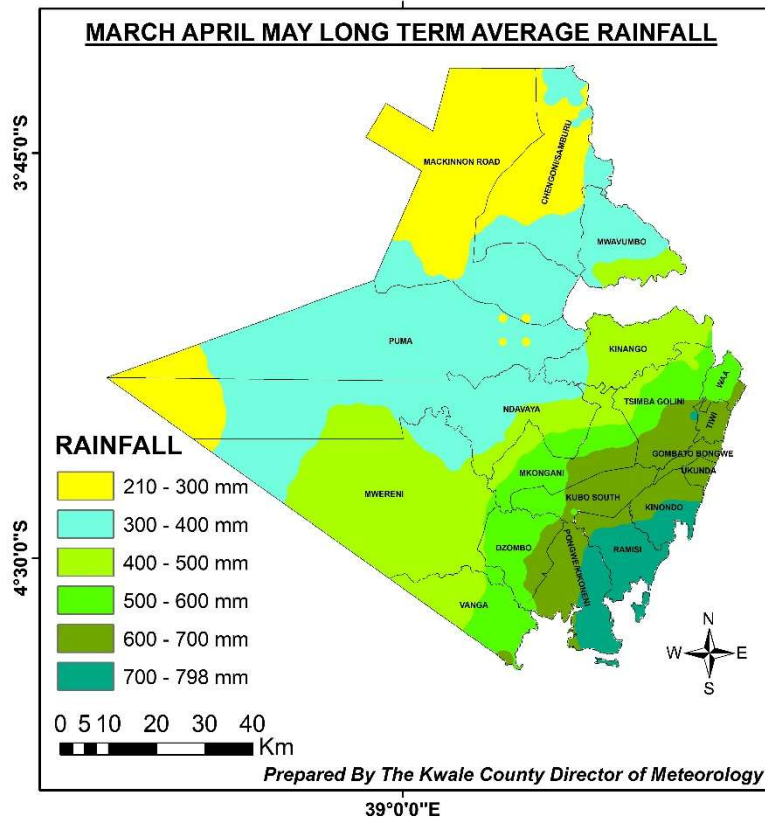 MARCH APRIL MAY LONG TERM AVERAGE RAINFALL
3°45'0"S
4°30'0"S
MACKINNON ROAD
CHENGONI/SAMBURU
MWAVUMBO
PUMA
KINANGO
WAA
NDAVAYA
TSIMBA GOLINI
TIWI
GOMBATO BONGWE
MKONGANI
UKUNDA
MWERENI
KUBO SOUTH
KINONDO
DZOMBO
PONGWE/KIKONENI
RAMISI
VANGA
RAINFALL
210 - 300 mm
300 - 400 mm
400 - 500 mm
500 - 600 mm
600 - 700 mm
700 - 798 mm
0 5 10 20 30 40
Km
N
W E
S
Prepared By The Kwale County Director of Meteorology
39°0'0"E